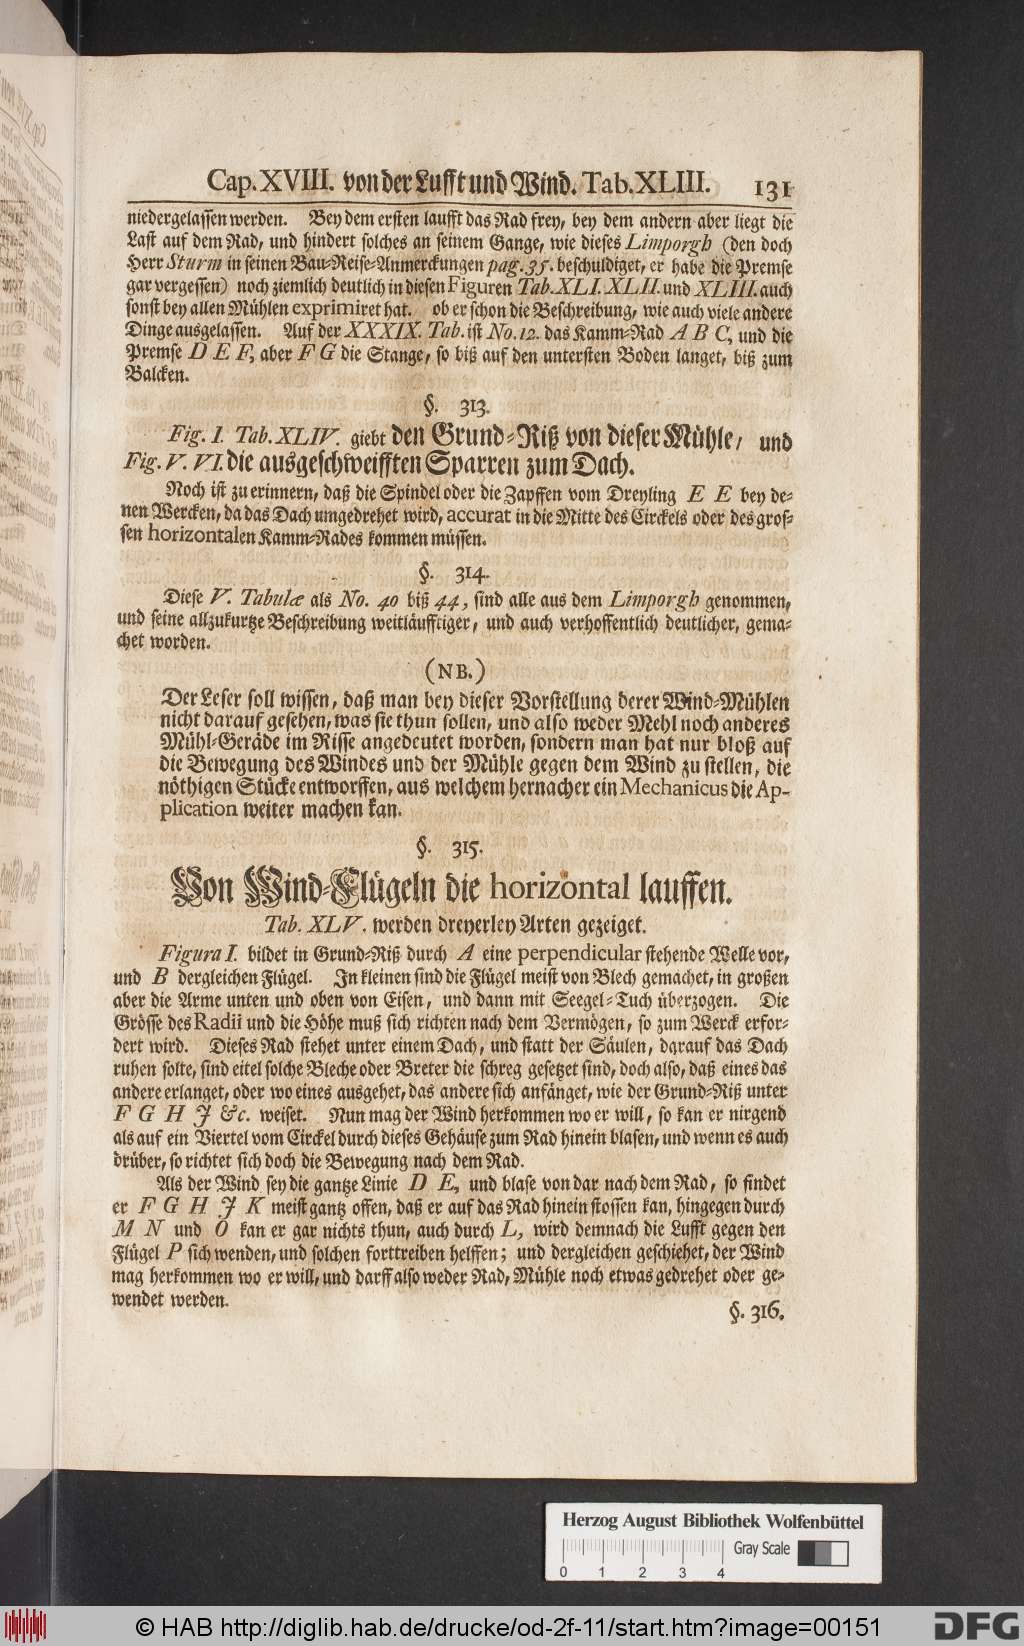 Cap. XVIII. von der Lufft und Wind. Tab. XLIII. 131
niedergelassen werden. Bey dem ersten laufft das Rad frey, bey dem andern aber liegt die
Last auf dem Rad, und hindert solches an seinem Gange, wie dieses Limporgh (den doch
Herr Sturm in seinen Bau-Reise-Anmerckungen pag. 35. beschuldiget, er habe die Premse
gar vergessen) noch ziemlich deutlich in diesen Figuren Tab. XLI. XLII. und XLIII. auch
sonst bey allen Mühlen exprimiret hat. ob er schon die Beschreibung, wie auch viele andere
Dinge ausgelassen. Auf der XXXIX. Tab. ist No. 12. das Kamm-Rad A B C, und die
Premse D E F, aber F G die Stange, so biß auf den untersten Boden langet, biß zum
Balcken.
§. 313.
Fig. I. Tab. XLIV. giebt den Grund-Riß von dieser Mühle, und
Fig. V. VI. die ausgeschweifften Sparren zum Dach.
Noch ist zu erinnern, daß die Spindel oder die Zapffen vom Dreyling E E bey de-
nen Wercken, da das Dach umgedrehet wird, accurat in die Mitte des Circkels oder des gros-
sen horizontalen Kamm-Rades kommen müssen.
§. 314.
Diese V. Tabulæ als No. 40 biß 44, sind alle aus dem Limporgh genommen,
und seine allzukurtze Beschreibung weitläufftiger, und auch verhoffentlich deutlicher, gema-
chet worden.
(NB.)
Der Leser soll wissen, daß man bey dieser Vorstellung derer Wind-Mühlen
nicht darauf gesehen, was sie thun sollen, und also weder Mehl noch anderes
Mühl-Geräde im Risse angedeutet worden, sondern man hat nur bloß auf
die Bewegung des Windes und der Mühle gegen dem Wind zu stellen, die
nöthigen Stücke entworffen, aus welchem hernacher ein Mechanicus die Ap-
plication weiter machen kan.
§. 315.
Von Wind-Flügeln die horizontal lauffen.
Tab. XLV. werden dreyerley Arten gezeiget.
Figura I. bildet in Grund-Riß durch A eine perpendicular stehende Welle vor,
und B dergleichen Flügel. In kleinen sind die Flügel meist von Blech gemachet, in großen
aber die Arme unten und oben von Eisen, und dann mit Seegel-Tuch überzogen. Die
Grösse des Radii und die Höhe muß sich richten nach dem Vermögen, so zum Werck erfor-
dert wird. Dieses Rad stehet unter einem Dach, und statt der Säulen, darauf das Dach
ruhen solte, sind eitel solche Bleche oder Breter die schreg gesetzet sind, doch also, daß eines das
andere erlanget, oder wo eines ausgehet, das andere sich anfänget, wie der Grund-Riß unter
F G H J &c. weiset. Nun mag der Wind herkommen wo er will, so kan er nirgend
als auf ein Viertel vom Circkel durch dieses Gehäuse zum Rad hinein blasen, und wenn es auch
drüber, so richtet sich doch die Bewegung nach dem Rad.
Als der Wind sey die gantze Linie D E, und blase von dar nach dem Rad, so findet
er F G H J K meist gantz offen, daß er auf das Rad hinein stossen kan, hingegen durch
M N und O kan er gar nichts thun, auch durch L, wird demnach die Lufft gegen den
Flügel P sich wenden, und solchen forttreiben helffen; und dergleichen geschiehet, der Wind
mag herkommen wo er will, und darff also weder Rad, Mühle noch etwas gedrehet oder ge-
wendet werden.
§. 316.
Herzog August Bibliothek Wolfenbüttel
Gray Scale
0 1 2 3 4
© HAB http://diglib.hab.de/drucke/od-2f-11/start.htm?image=00151
DFG